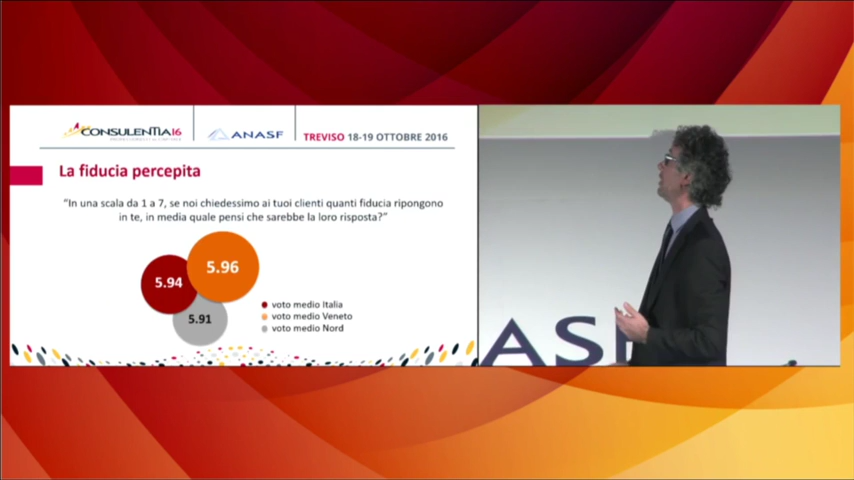 CONSULENTIA16
ANASF
TREVISO 18-19 OTTOBRE 2016
La fiducia percepita
“In una scala da 1 a 7, se noi chiedessimo ai tuoi clienti quanti fiducia ripongono
in te, in media quale pensi che sarebbe la loro risposta?”
5.96
5.94
5.91
voto medio Italia
voto medio Veneto
voto medio Nord
ASF